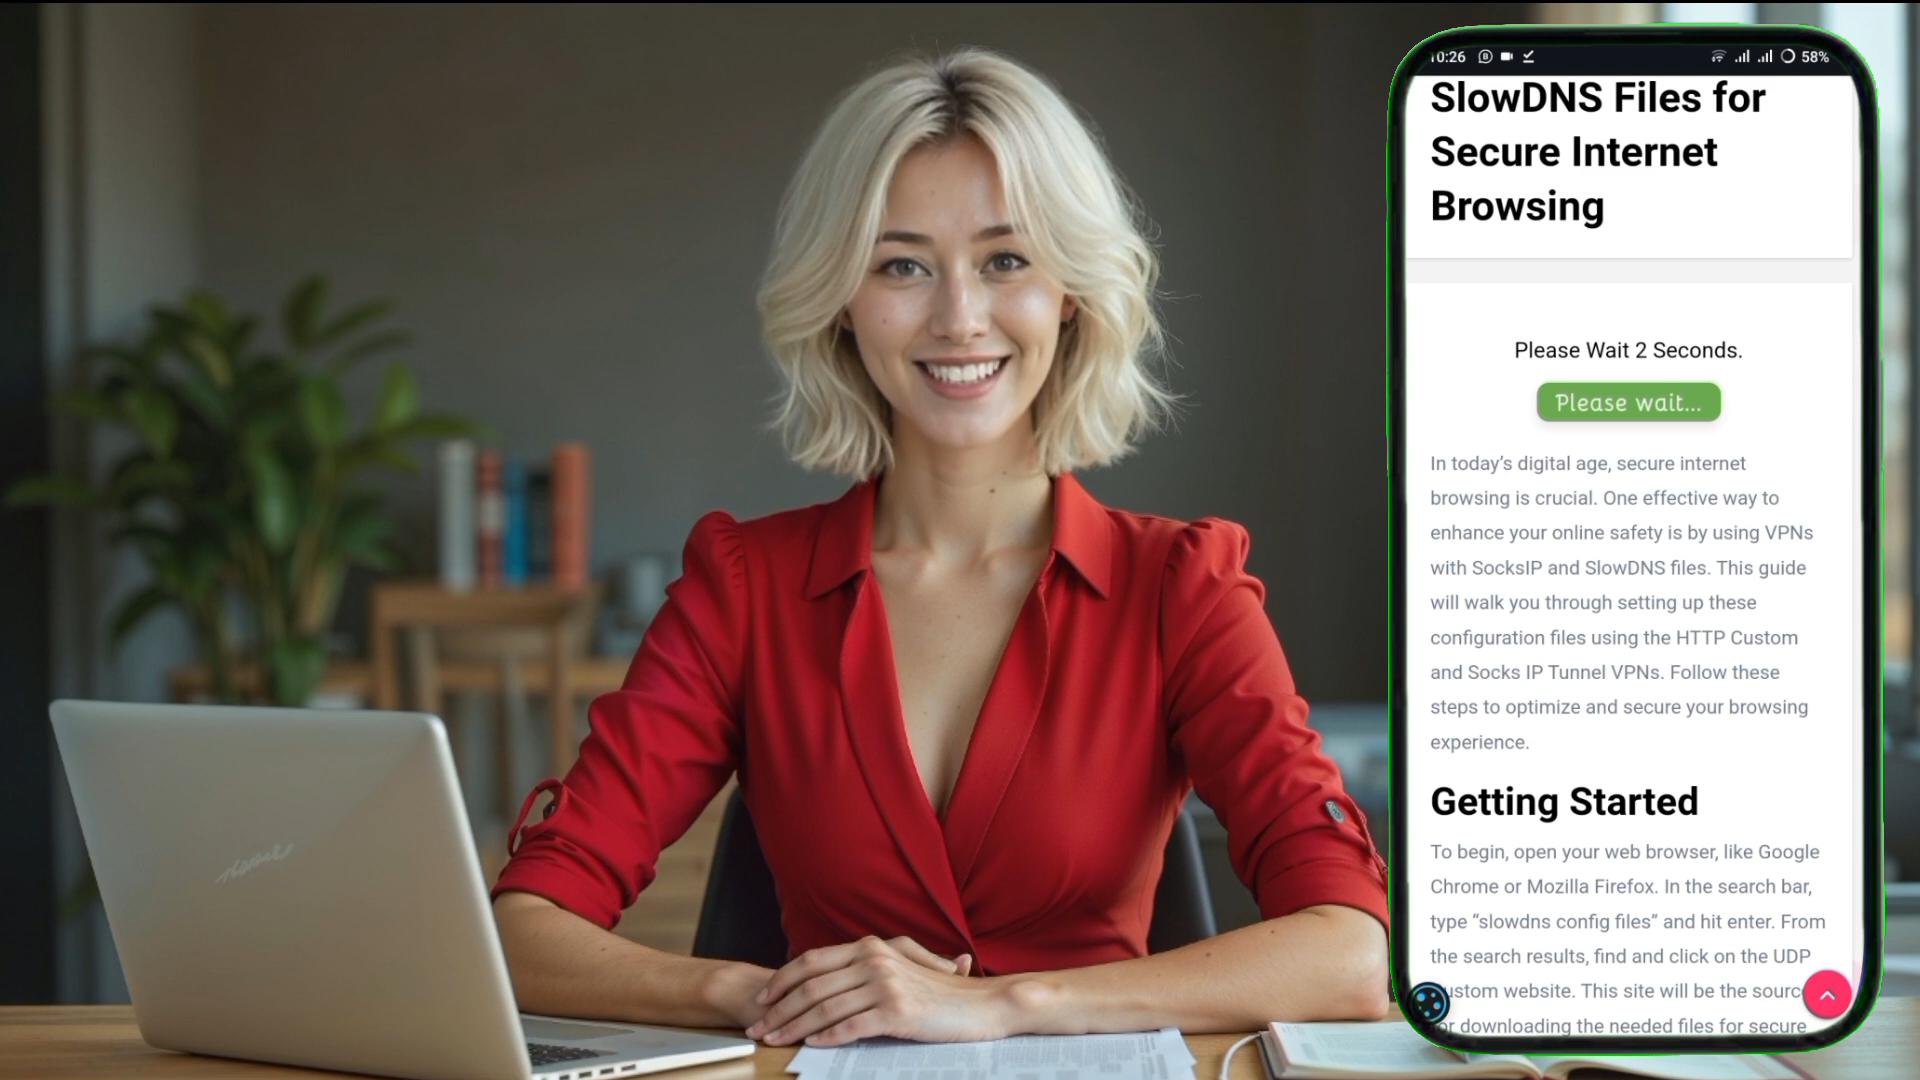 10:26 58%
SlowDNS Files for
Secure Internet
Browsing
Please Wait 2 Seconds.
Please wait...
In today’s digital age, secure internet
browsing is crucial. One effective way to
enhance your online safety is by using VPNs
with SocksIP and SlowDNS files. This guide
will walk you through setting up these
configuration files using the HTTP Custom
and Socks IP Tunnel VPNs. Follow these
steps to optimize and secure your browsing
experience.
Getting Started
To begin, open your web browser, like Google
Chrome or Mozilla Firefox. In the search bar,
type “slowdns config files” and hit enter. From
the search results, find and click on the UDP
ustom website. This site will be the sourc
or downloading the needed files for secure